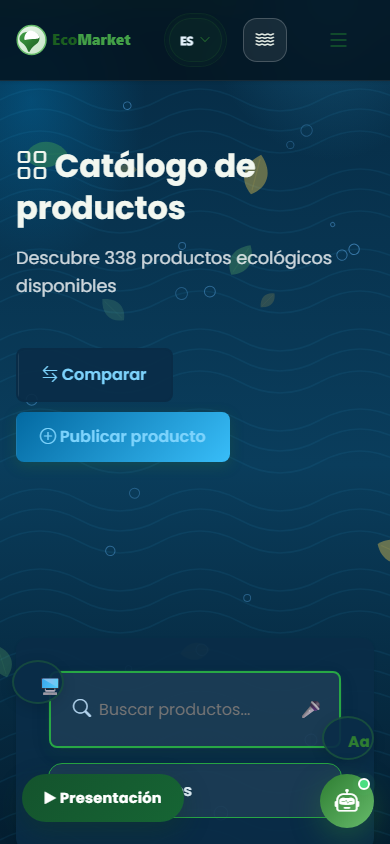 EcoMarket
ES
Catálogo de
productos
Descubre 338 productos ecológicos
disponibles
Comparar
Publicar producto
Buscar productos...
Aa
Presentación